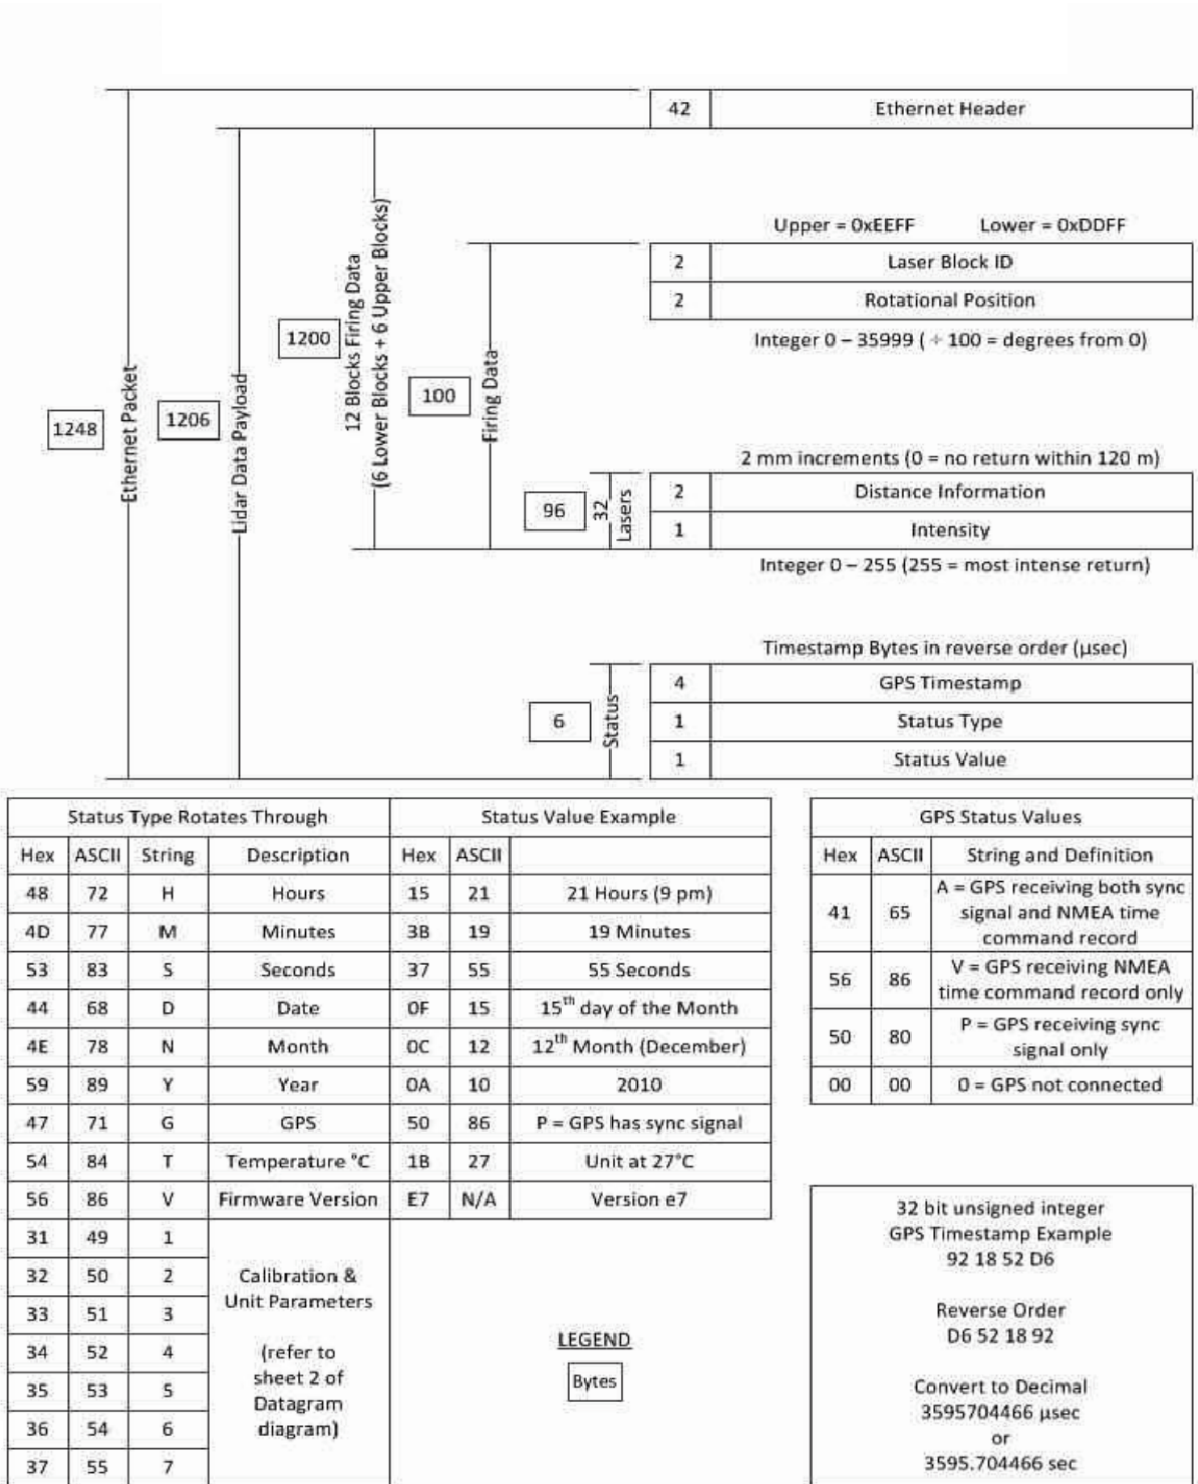 42 Ethernet Header
Upper = 0xEEFF Lower = 0xDDFF
2 Laser Block ID
2 Rotational Position
Integer 0 – 35999 ( ÷ 100 = degrees from 0)
1248
Ethernet Packet
1206
Lidar Data Payload
1200
12 Blocks Firing Data
(6 Lower Blocks + 6 Upper Blocks)
100
Firing Data
2 mm increments (0 = no return within 120 m)
96
32
Lasers
2 Distance Information
1 Intensity
Integer 0 – 255 (255 = most intense return)
Timestamp Bytes in reverse order (µsec)
6
Status
4 GPS Timestamp
1 Status Type
1 Status Value
Status Type Rotates Through Status Value Example
Hex ASCII String Description Hex ASCII
48 72 H Hours 15 21 21 Hours (9 pm)
4D 77 M Minutes 3B 19 19 Minutes
53 83 S Seconds 37 55 55 Seconds
44 68 D Date 0F 15 15th day of the Month
4E 78 N Month 0C 12 12th Month (December)
59 89 Y Year 0A 10 2010
47 71 G GPS 50 86 P = GPS has sync signal
54 84 T Temperature °C 1B 27 Unit at 27°C
56 86 V Firmware Version E7 N/A Version e7
31 49 1
32 50 2
33 51 3
34 52 4
35 53 5
36 54 6
37 55 7
Calibration &
Unit Parameters
(refer to
sheet 2 of
Datagram
diagram)
LEGEND
Bytes
GPS Status Values
Hex ASCII String and Definition
41 65 A = GPS receiving both sync
signal and NMEA time
command record
56 86 V = GPS receiving NMEA
time command record only
50 80 P = GPS receiving sync
signal only
00 00 0 = GPS not connected
32 bit unsigned integer
GPS Timestamp Example
92 18 52 D6
Reverse Order
D6 52 18 92
Convert to Decimal
3595704466 µsec
or
3595.704466 sec